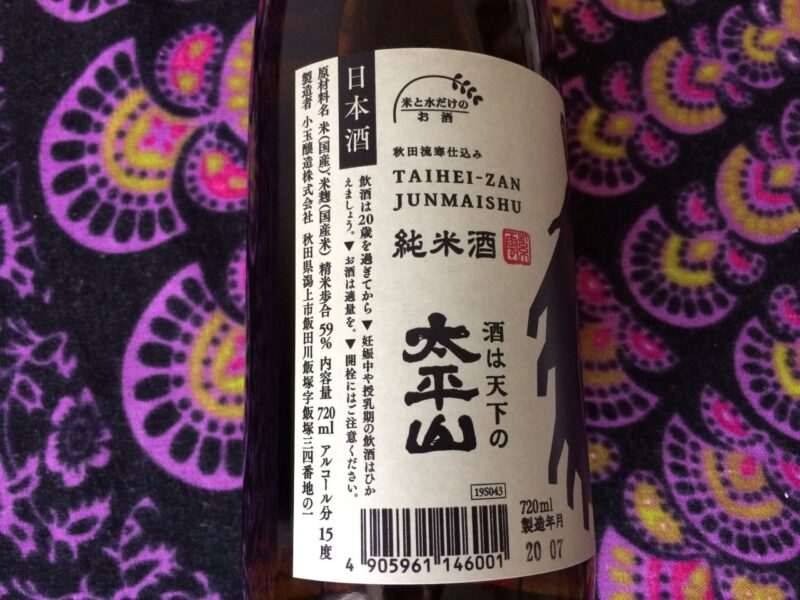 米と水だけの
お酒
秋田流寒仕込み
TAIHEI-ZAN
JUNMAISHU
純米酒
酒は天下の
太平山
日本酒
飲酒は20歳を過ぎてから▼妊娠中や授乳期の飲酒はひか
えましょう。▼お酒は適量を。▼開栓にはご注意ください。
原材料名 米(国産)、米麹(国産米) 精米歩合 59% 内容量 720ml アルコール分 15度
製造者 小玉醸造株式会社 秋田県潟上市飯田川飯塚字飯塚三四番地の一
19S043
720ml
製造年月
20 07
4 905961 146001